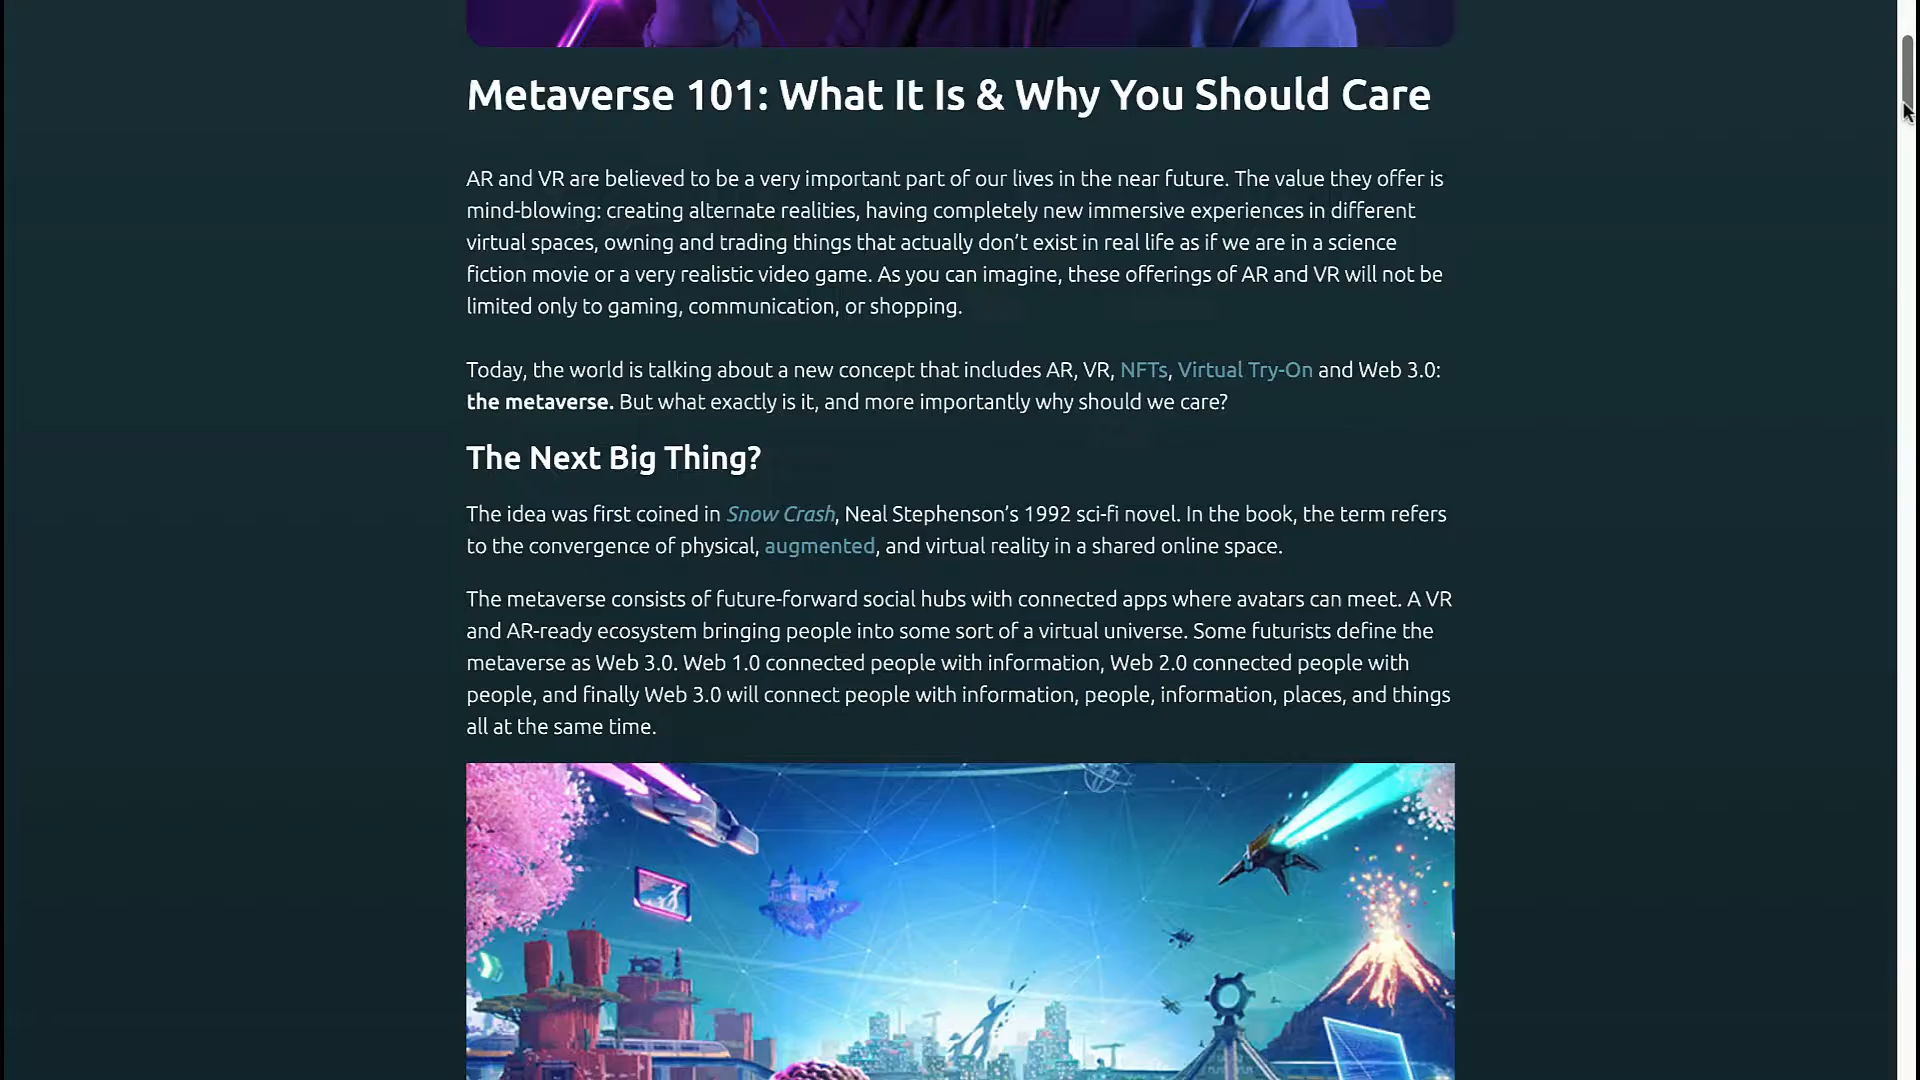 Metaverse 101: What It Is & Why You Should Care
AR and VR are believed to be a very important part of our lives in the near future. The value they offer is
mind-blowing: creating alternate realities, having completely new immersive experiences in different
virtual spaces, owning and trading things that actually don’t exist in real life as if we are in a science
fiction movie or a very realistic video game. As you can imagine, these offerings of AR and VR will not be
limited only to gaming, communication, or shopping.
Today, the world is talking about a new concept that includes AR, VR, NFTs, Virtual Try-On and Web 3.0:
the metaverse. But what exactly is it, and more importantly why should we care?
The Next Big Thing?
The idea was first coined in Snow Crash, Neal Stephenson’s 1992 sci-fi novel. In the book, the term refers
to the convergence of physical, augmented, and virtual reality in a shared online space.
The metaverse consists of future-forward social hubs with connected apps where avatars can meet. A VR
and AR-ready ecosystem bringing people into some sort of a virtual universe. Some futurists define the
metaverse as Web 3.0. Web 1.0 connected people with information, Web 2.0 connected people with
people, and finally Web 3.0 will connect people with information, people, information, places, and things
all at the same time.